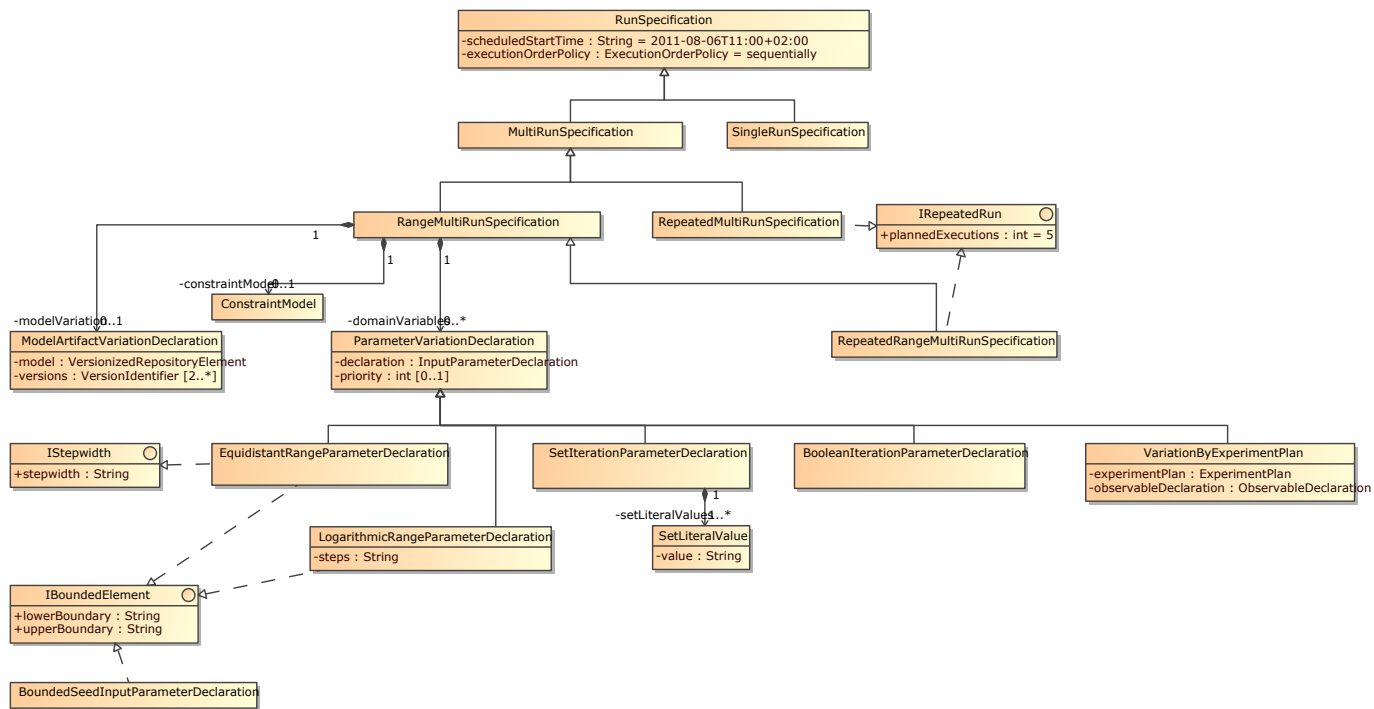 RunSpecification
-scheduledStartTime : String = 2011-08-06T11:00+02:00
-executionOrderPolicy : ExecutionOrderPolicy = sequentially
MultiRunSpecification
SingleRunSpecification
RangeMultiRunSpecification
RepeatedMultiRunSpecification
IRepeatedRun
+plannedExecutions : int = 5
1
1
1
-constraintModel
0..1
ConstraintModel
-modelVariation
0..1
-domainVariables
0..*
ModelArtifactVariationDeclaration
-model : VersionizedRepositoryElement
-versions : VersionIdentifier [2..*]
ParameterVariationDeclaration
-declaration : InputParameterDeclaration
-priority : int [0..1]
RepeatedRangeMultiRunSpecification
IStepwidth
+stepwidth : String
EquidistantRangeParameterDeclaration
SetIterationParameterDeclaration
BooleanIterationParameterDeclaration
VariationByExperimentPlan
-experimentPlan : ExperimentPlan
-observableDeclaration : ObservableDeclaration
1
-setLiteralValues
1..*
LogarithmicRangeParameterDeclaration
-steps : String
SetLiteralValue
-value : String
IBoundedElement
+lowerBoundary : String
+upperBoundary : String
BoundedSeedInputParameterDeclaration